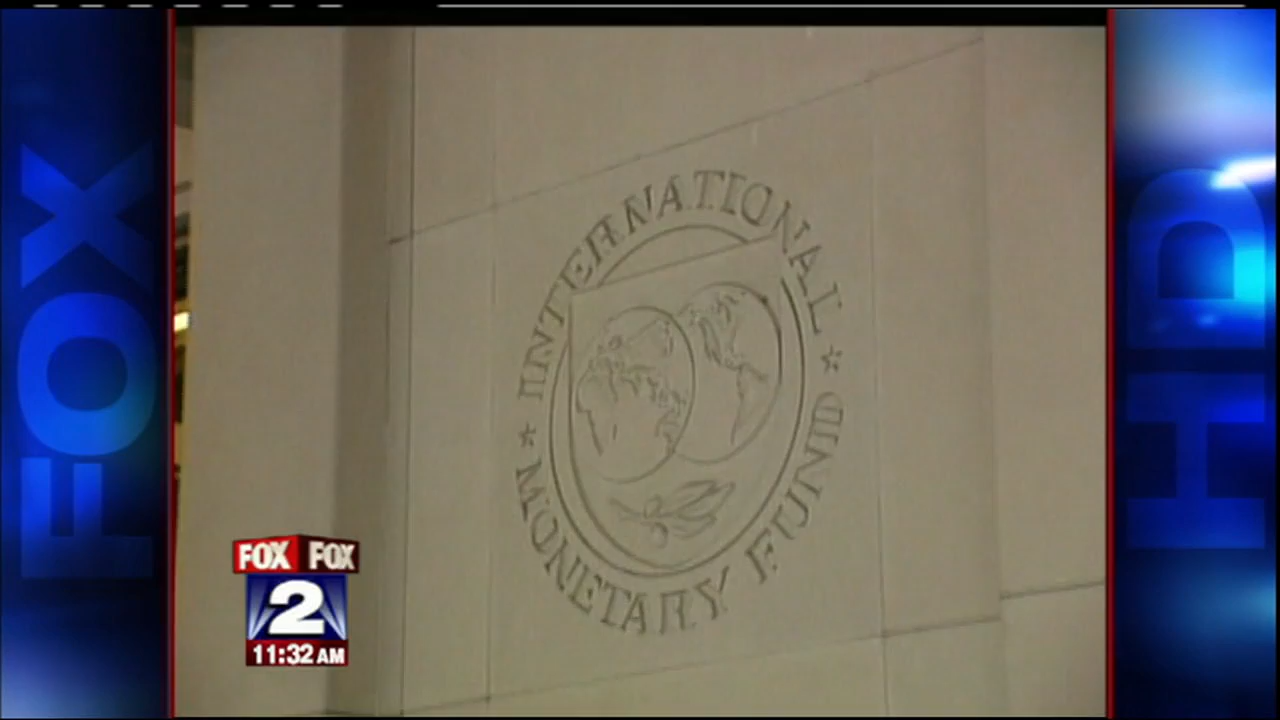 FOX
HD
INTERNATIONAL
MONETARY FUND
FOX FOX
2
11:32 AM